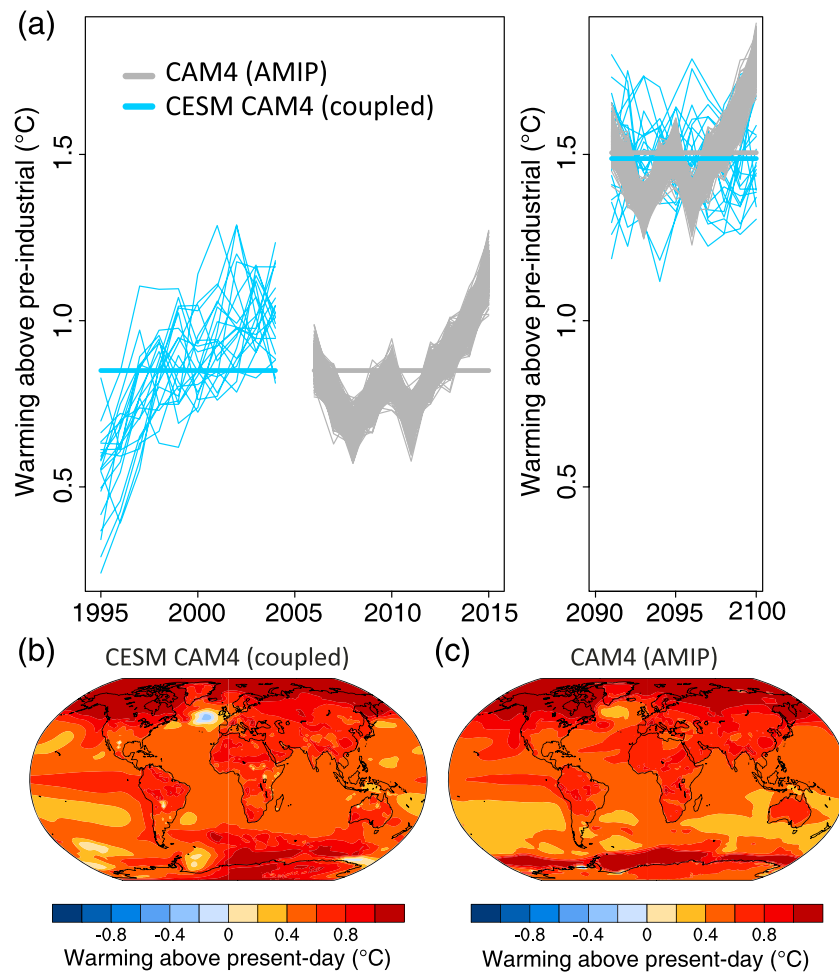 (a)
CAM4 (AMIP)
CESM CAM4 (coupled)
Warming above pre-industrial (°C)
0.5 1.0 1.5
1995 2000 2005 2010 2015
Warming above pre-industrial (°C)
0.5 1.0 1.5
2090 2095 2100
(b)
CESM CAM4 (coupled)
-0.8 -0.4 0 0.4 0.8
Warming above present-day (°C)
(c)
CAM4 (AMIP)
-0.8 -0.4 0 0.4 0.8
Warming above present-day (°C)